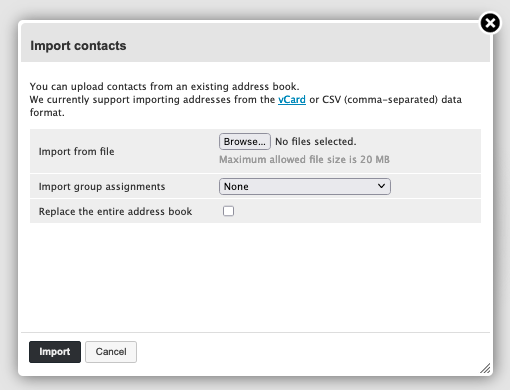 Import contacts
You can upload contacts from an existing address book.
We currently support importing addresses from the vCard or CSV (comma-separated) data
format.
Import from file Browse... No files selected.
Maximum allowed file size is 20 MB
Import group assignments None
Replace the entire address book
Import Cancel